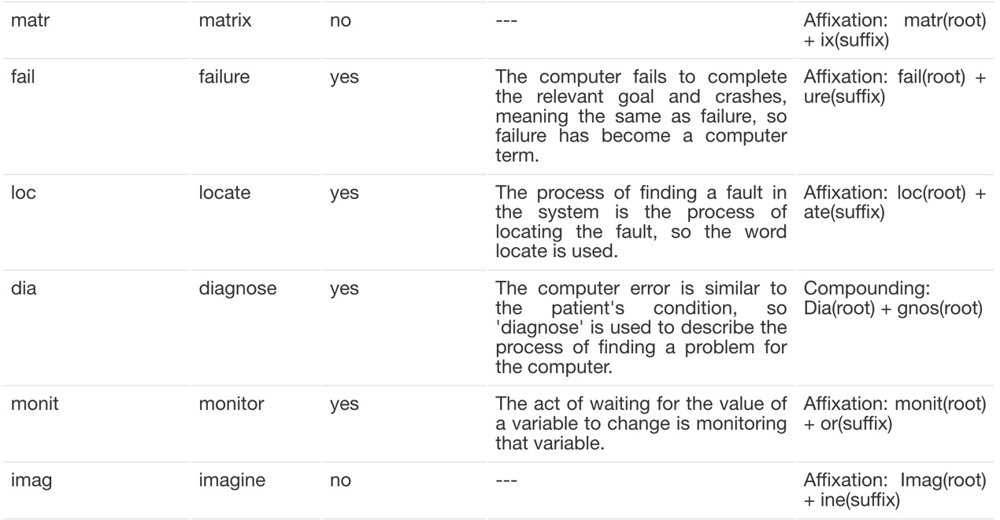 matr matrix no --- Affixation: matr(root)
+ ix(suffix)
fail failure yes The computer fails to complete Affixation: fail(root) +
the relevant goal and crashes, ure(suffix)
meaning the same as failure, so
failure has become a computer
term.
loc locate yes The process of finding a fault in Affixation: loc(root) +
the system is the process of ate(suffix)
locating the fault, so the word
locate is used.
dia diagnose yes The computer error is similar to Compounding:
the patient's condition, so Dia(root) + gnos(root)
'diagnose' is used to describe the
process of finding a problem for
the computer.
monit monitor yes The act of waiting for the value of Affixation: monit(root)
a variable to change is monitoring + or(suffix)
that variable.
imag imagine no --- Affixation: Imag(root)
+ ine(suffix)